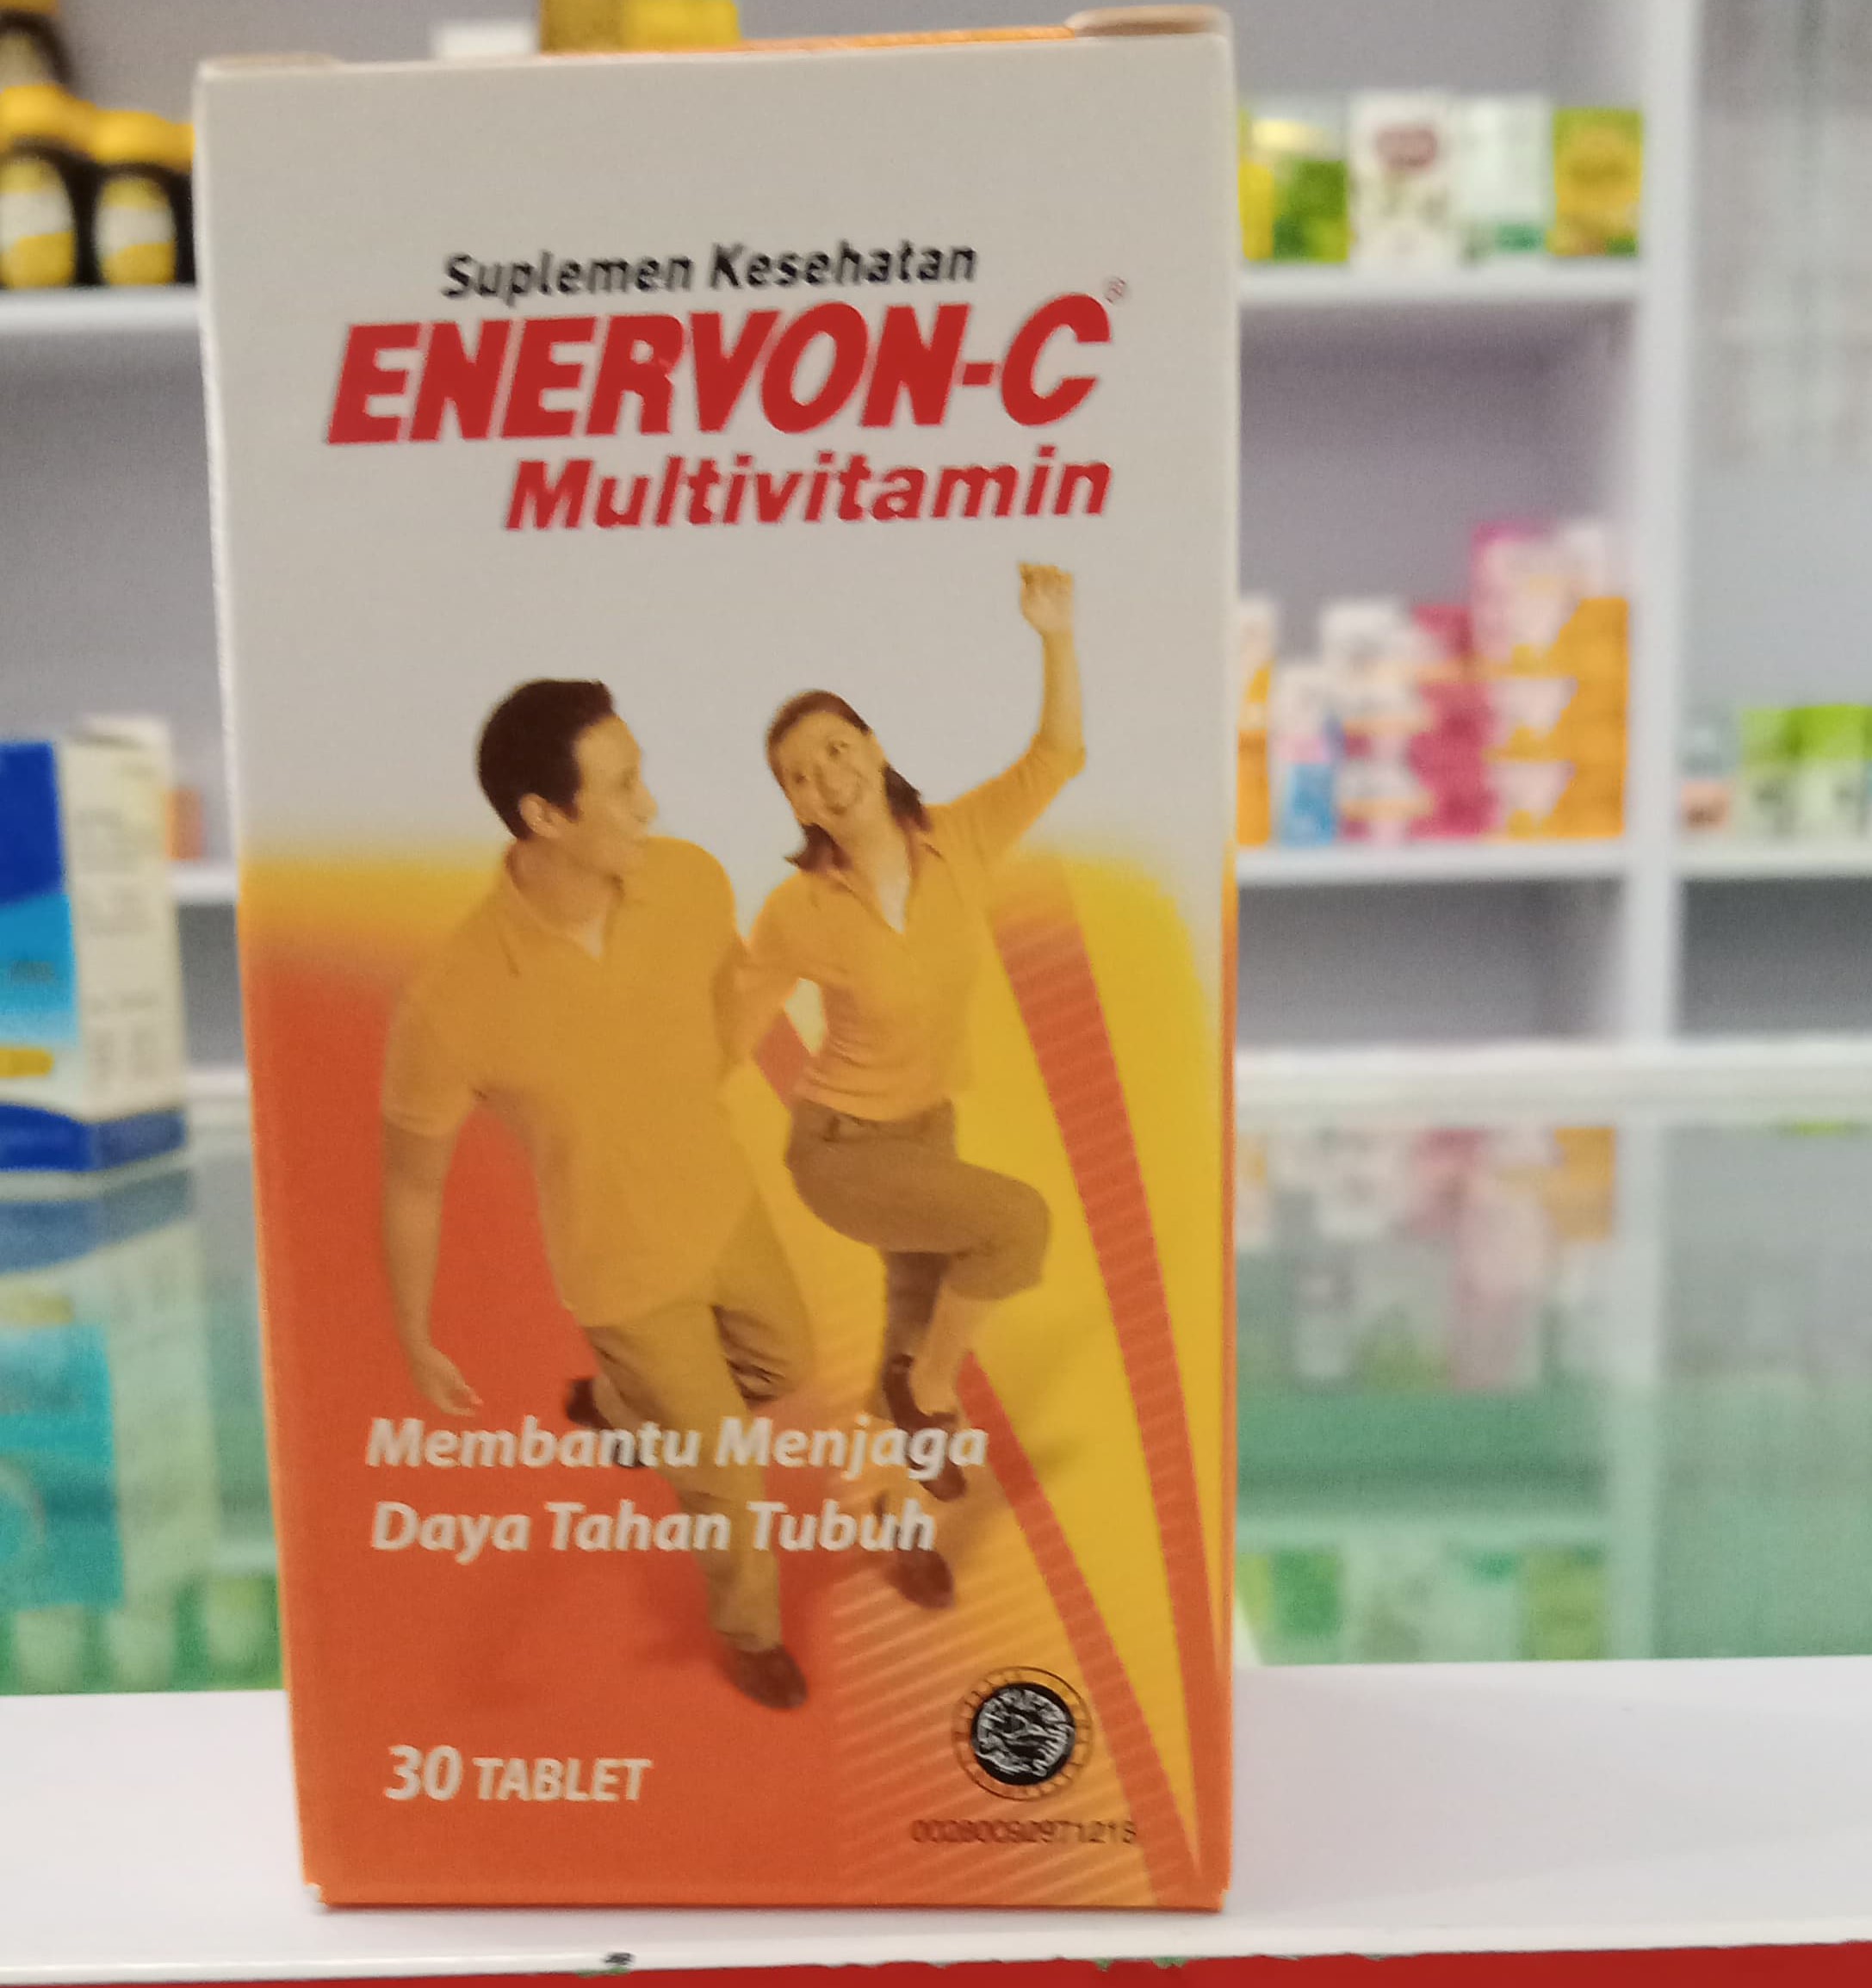 Suplemen Kesehatan
ENERVON-C®
Multivitamin
Membantu Menjaga
Daya Tahan Tubuh
30 TABLET